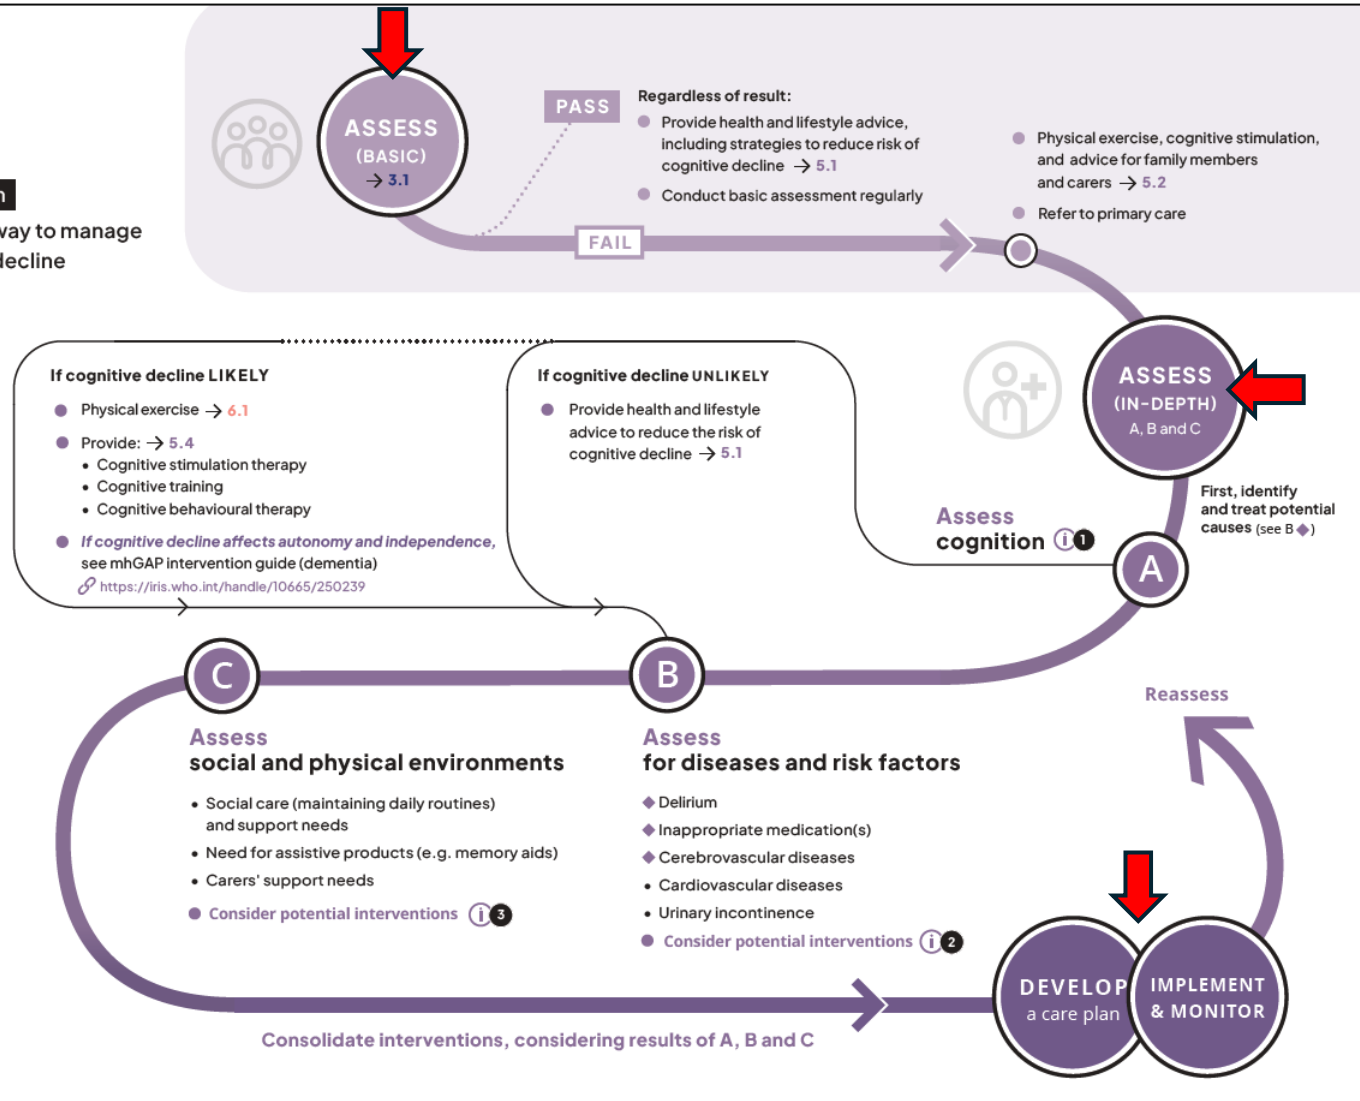 ASSESS
(BASIC)
→ 3.1
PASS
Regardless of result:
Provide health and lifestyle advice,
including strategies to reduce risk of
cognitive decline → 5.1
Conduct basic assessment regularly
FAIL
Physical exercise, cognitive stimulation,
and advice for family members
and carers → 5.2
Refer to primary care
n
way to manage
decline
ASSESS
(IN-DEPTH)
A, B and C
First, identify
and treat potential
causes (see B ◆)
If cognitive decline LIKELY
Physical exercise → 6.1
Provide: → 5.4
• Cognitive stimulation therapy
• Cognitive training
• Cognitive behavioural therapy
If cognitive decline affects autonomy and independence,
see mhGAP intervention guide (dementia)
https://iris.who.int/handle/10665/250239
If cognitive decline UNLIKELY
Provide health and lifestyle
advice to reduce the risk of
cognitive decline → 5.1
Assess
cognition i 1
A
B
Assess
for diseases and risk factors
◆ Delirium
◆ Inappropriate medication(s)
◆ Cerebrovascular diseases
• Cardiovascular diseases
• Urinary incontinence
Consider potential interventions i 2
C
Assess
social and physical environments
• Social care (maintaining daily routines)
and support needs
• Need for assistive products (e.g. memory aids)
• Carers' support needs
Consider potential interventions i 3
Consolidate interventions, considering results of A, B and C
DEVELOP
a care plan
IMPLEMENT
& MONITOR
Reassess